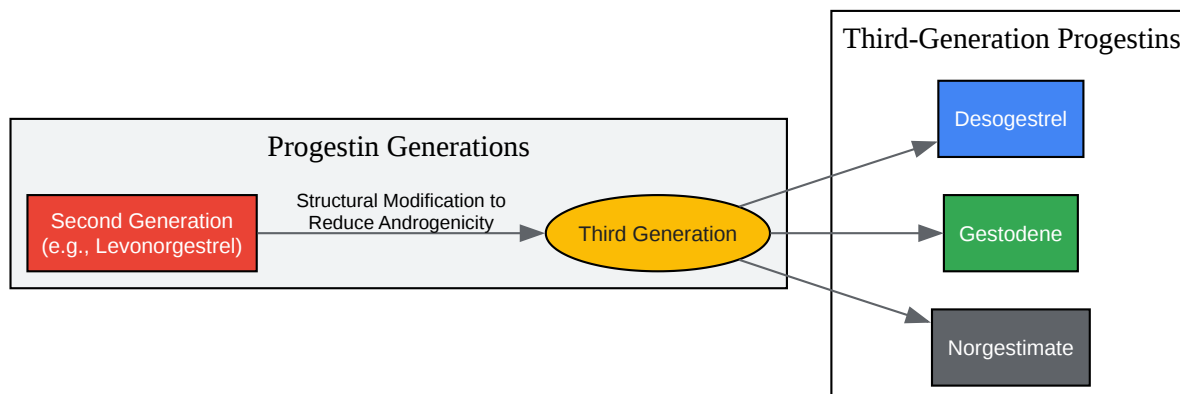 Third-Generation Progestins
Progestin Generations
Second Generation
(e.g., Levonorgestrel)
Structural Modification to
Reduce Androgenicity
Third Generation
Desogestrel
Gestodene
Norgestimate